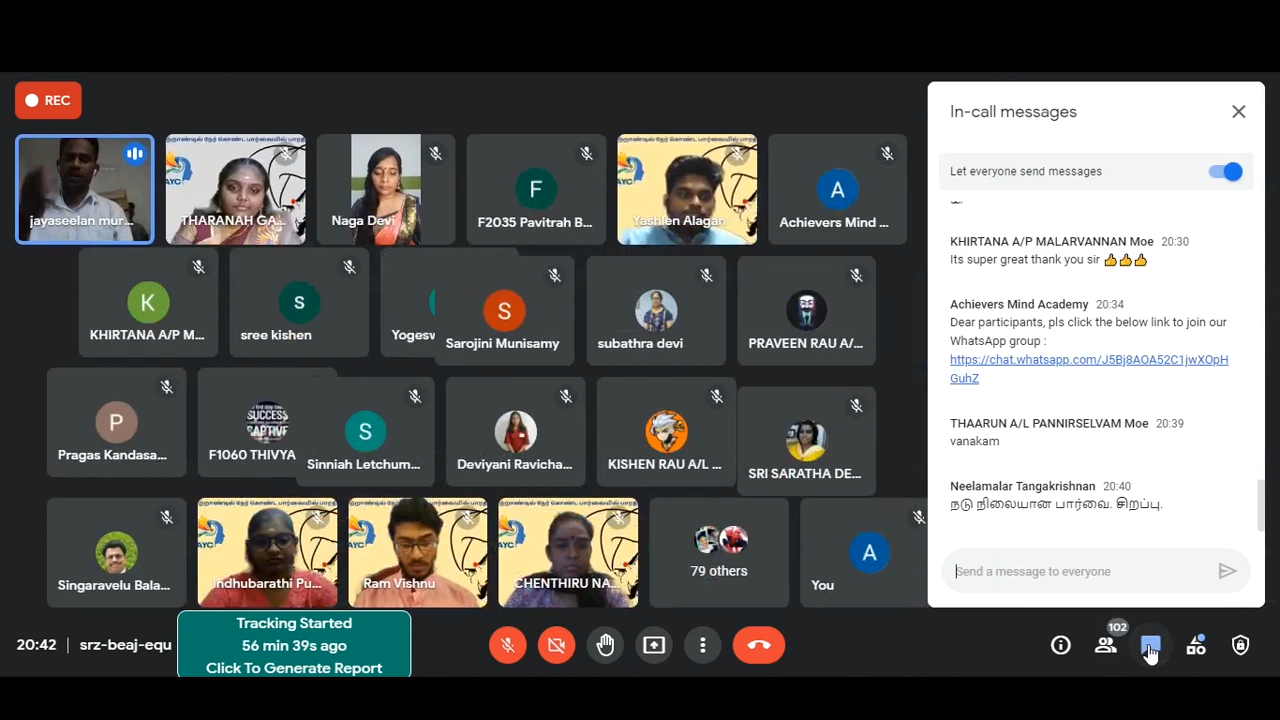 REC
jayaseelan mur...
THARANAH GA...
Naga Devi
F
F2035 Pavitrah B...
Yashlen Alagan
A
Achievers Mind ...
K
KHIRTANA A/P M...
s
sree kishen
Yogesv
S
Sarojini Munisamy
subathra devi
PRAVEEN RAU A/...
P
Pragas Kandasa...
SUCCESS
F1060 THIVYA
S
Sinniah Letchum...
Deviyani Ravicha...
KISHEN RAU A/L ...
SRI SARATHA DE...
Singaravelu Bala...
Indhubarathi Pu...
Ram Vishnu
CHENTHIRU NA...
79 others
A
You
In-call messages
Let everyone send messages
KHIRTANA A/P MALARVANNAN Moe 20:30
Its super great thank you sir 👍👍👍
Achievers Mind Academy 20:34
Dear participants, pls click the below link to join our
WhatsApp group :
https://chat.whatsapp.com/J5Bj8AOA52C1jwXOpH
GuhZ
THAARUN A/L PANNIRSELVAM Moe 20:39
vanakam
Neelamalar Tangakrishnan 20:40
நடு நிலையான பார்வை. சிறப்பு.
Send a message to everyone
20:42 | srz-beaj-equ
Tracking Started
56 min 39s ago
Click To Generate Report
102